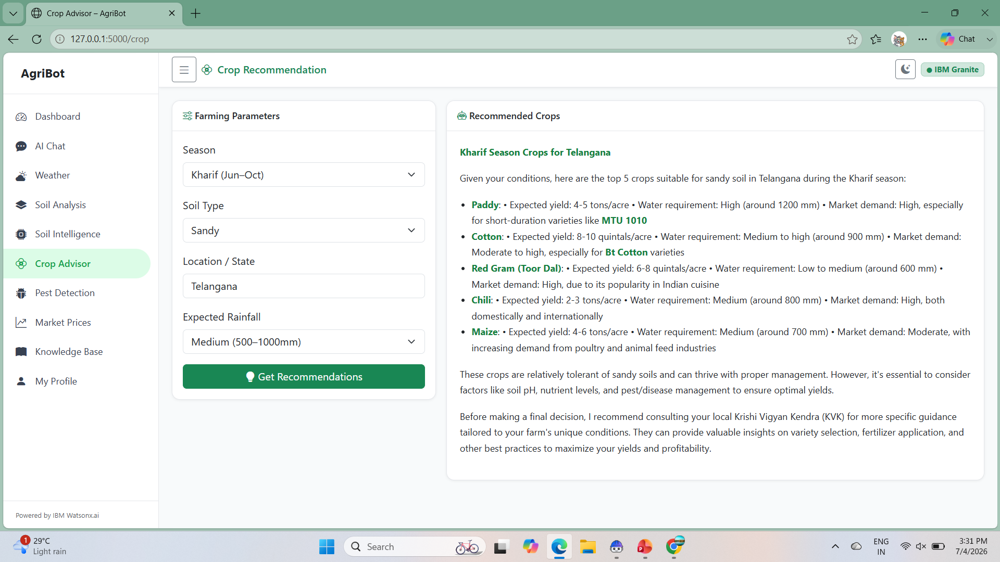 Crop Advisor – AgriBot
127.0.0.1:5000/crop
Chat
AgriBot
Crop Recommendation
IBM Granite
Dashboard
AI Chat
Weather
Soil Analysis
Soil Intelligence
Crop Advisor
Pest Detection
Market Prices
Knowledge Base
My Profile
Powered by IBM Watsonx.ai
Farming Parameters
Season
Kharif (Jun–Oct)
Soil Type
Sandy
Location / State
Telangana
Expected Rainfall
Medium (500–1000mm)
Get Recommendations
Recommended Crops
Kharif Season Crops for Telangana
Given your conditions, here are the top 5 crops suitable for sandy soil in Telangana during the Kharif season:
• Paddy: • Expected yield: 4-5 tons/acre • Water requirement: High (around 1200 mm) • Market demand: High, especially
for short-duration varieties like MTU 1010
• Cotton: • Expected yield: 8-10 quintals/acre • Water requirement: Medium to high (around 900 mm) • Market demand:
Moderate to high, especially for Bt Cotton varieties
• Red Gram (Toor Dal): • Expected yield: 6-8 quintals/acre • Water requirement: Low to medium (around 600 mm) •
Market demand: High, due to its popularity in Indian cuisine
• Chili: • Expected yield: 2-3 tons/acre • Water requirement: Medium (around 800 mm) • Market demand: High, both
domestically and internationally
• Maize: • Expected yield: 4-6 tons/acre • Water requirement: Medium (around 700 mm) • Market demand: Moderate, with
increasing demand from poultry and animal feed industries
These crops are relatively tolerant of sandy soils and can thrive with proper management. However, it's essential to consider
factors like soil pH, nutrient levels, and pest/disease management to ensure optimal yields.
Before making a final decision, I recommend consulting your local Krishi Vigyan Kendra (KVK) for more specific guidance
tailored to your farm's unique conditions. They can provide valuable insights on variety selection, fertilizer application, and
other best practices to maximize your yields and profitability.
1
29°C
Light rain
Search
P
ENG
IN
3:31 PM
7/4/2026